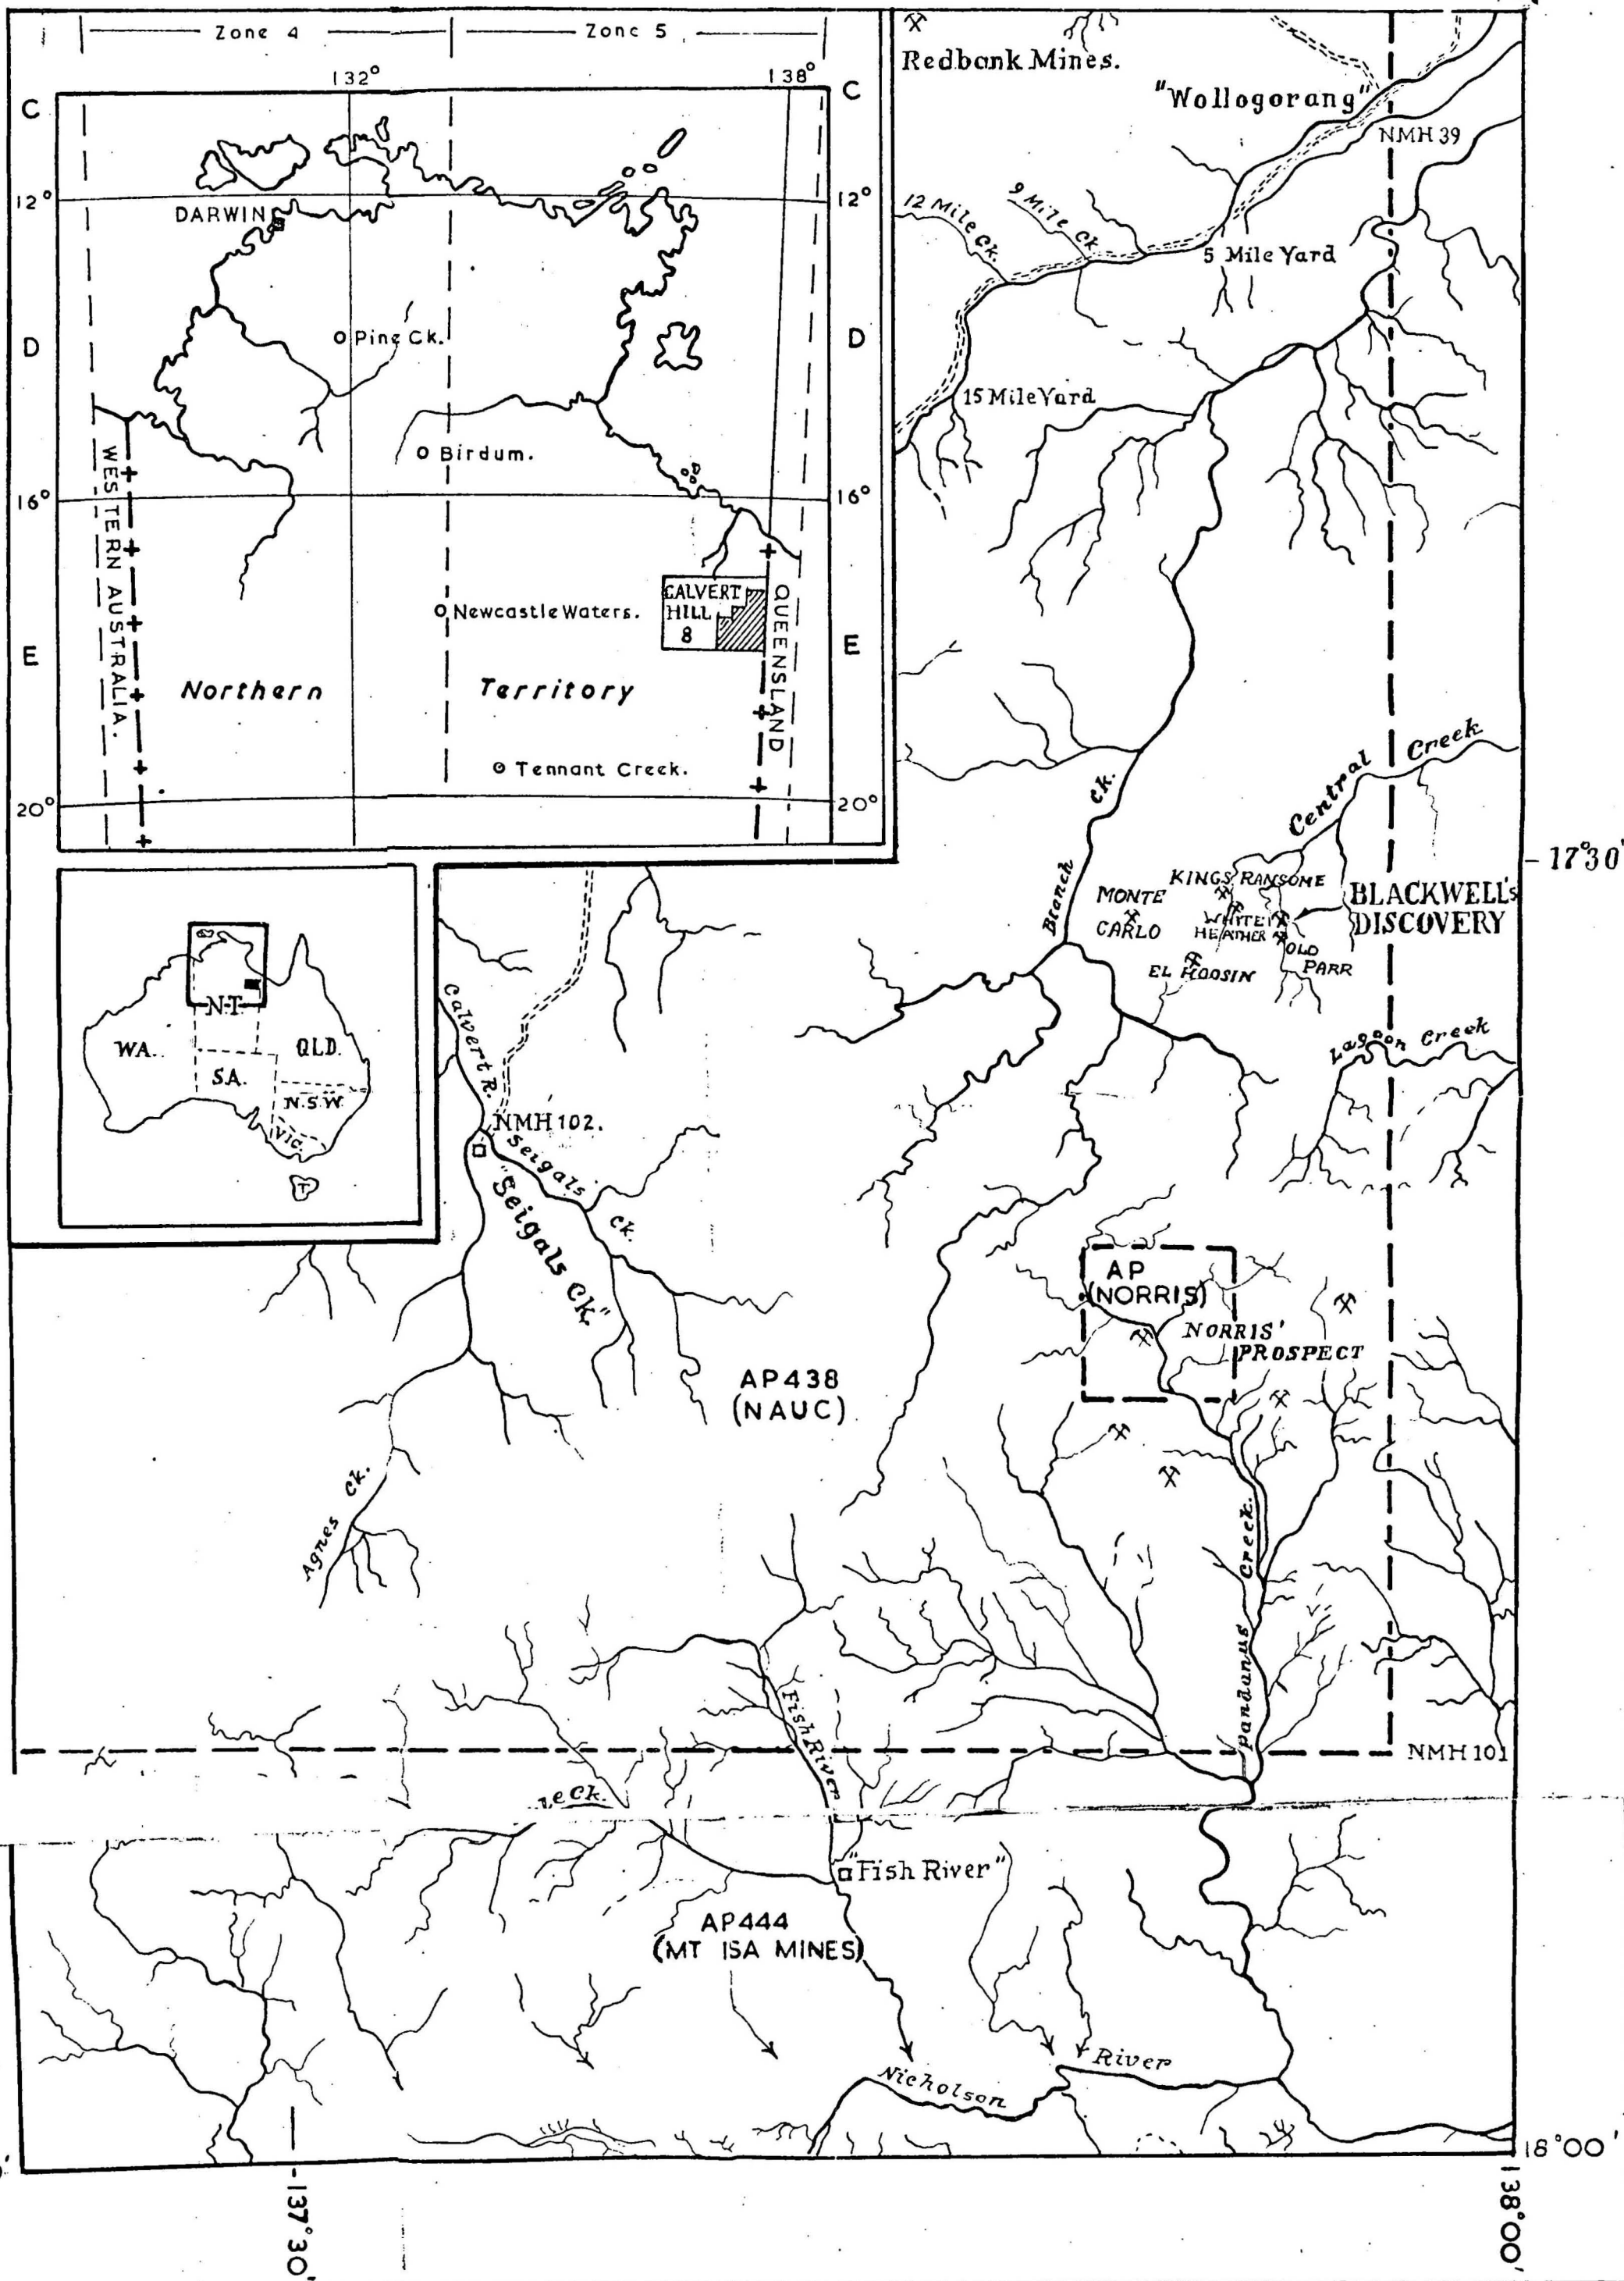 Zone 4
Zone 5
132°
138°
C
C
12°
12°
DARWIN
D
D
Pine Ck.
Birdum.
16°
16°
WESTERN AUSTRALIA.
Newcastle Waters.
CALVERT
HILL
8
QUEENSLAND
E
E
Northern
Territory
Tennant Creek.
20°
20°
N.T.
WA.
QLD.
S.A.
N.S.W.
VIC.
T
Redbank Mines.
"Wollogorang"
NMH 39
12 Mile Ck.
9 Mile Ck
5 Mile Yard
15 Mile Yard
Central Creek
17°30'
Branch Ck.
KINGS RANSOME
MONTE
CARLO
WHITE
HEATHER
BLACKWELL'S
DISCOVERY
OLD
PARR
EL HOOSIN
Lagoon Creek
Calvert R.
NMH 102.
Seigals Ck.
"Seigals Ck."
AP
(NORRIS)
NORRIS'
PROSPECT
AP438
(NAUC)
Agnes Ck.
Pandanus Creek.
Fish River
NMH 101
Ck.
"Fish River"
AP444
(MT ISA MINES)
Nicholson River
18°00'
137°30'
138°00'